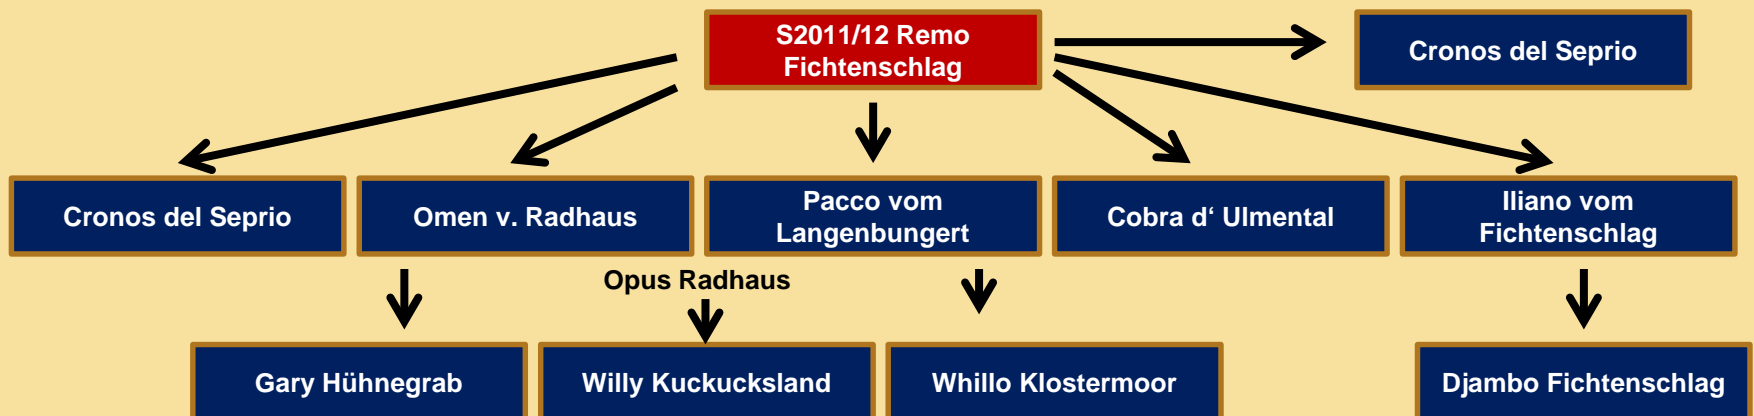 S2011/12 Remo
Fichtenschlag
Cronos del Seprio
Cronos del Seprio
Omen v. Radhaus
Pacco vom
Langenbungert
Cobra d‘ Ulmental
Iliano vom
Fichtenschlag
Opus Radhaus
Gary Hühnegrab
Willy Kuckucksland
Whillo Klostermoor
Djambo Fichtenschlag